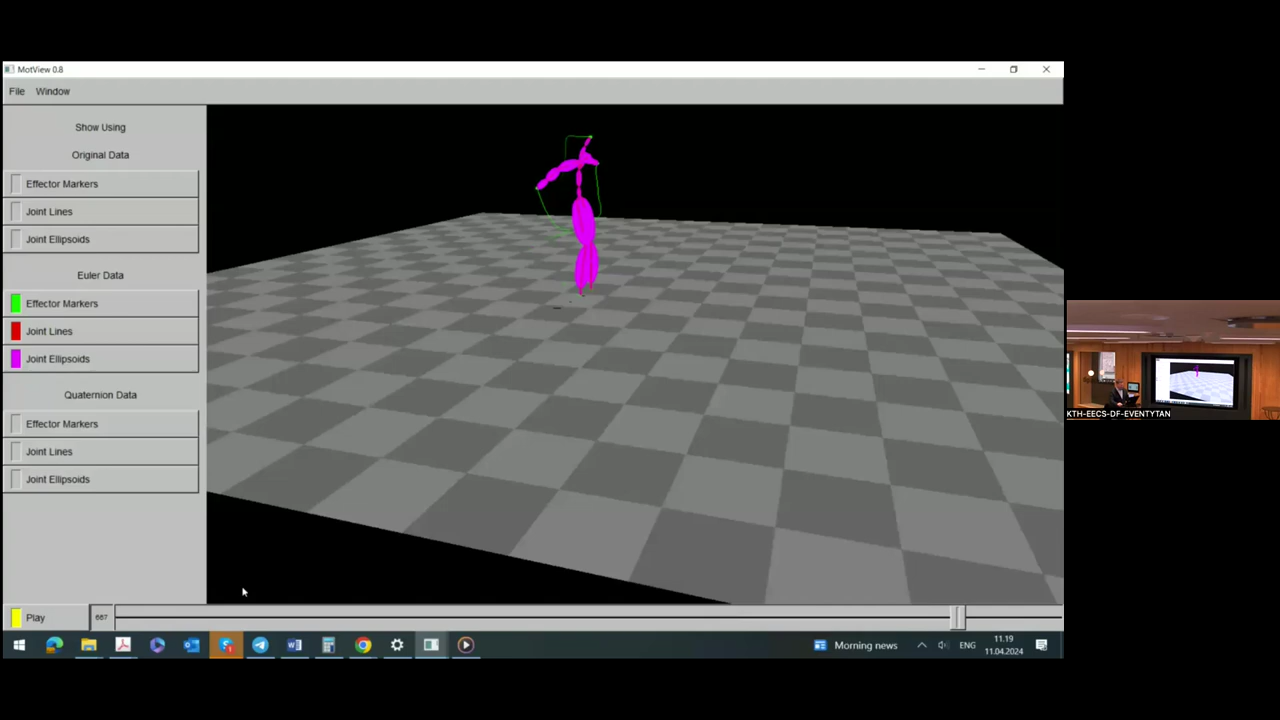 MotView 0.8
File Window
Show Using
Original Data
Effector Markers
Joint Lines
Joint Ellipsoids
Euler Data
Effector Markers
Joint Lines
Joint Ellipsoids
Quaternion Data
Effector Markers
Joint Lines
Joint Ellipsoids
Play 667
Morning news ENG 11.19
11.04.2024
KTH-EECS-DF-EVENTYTAN